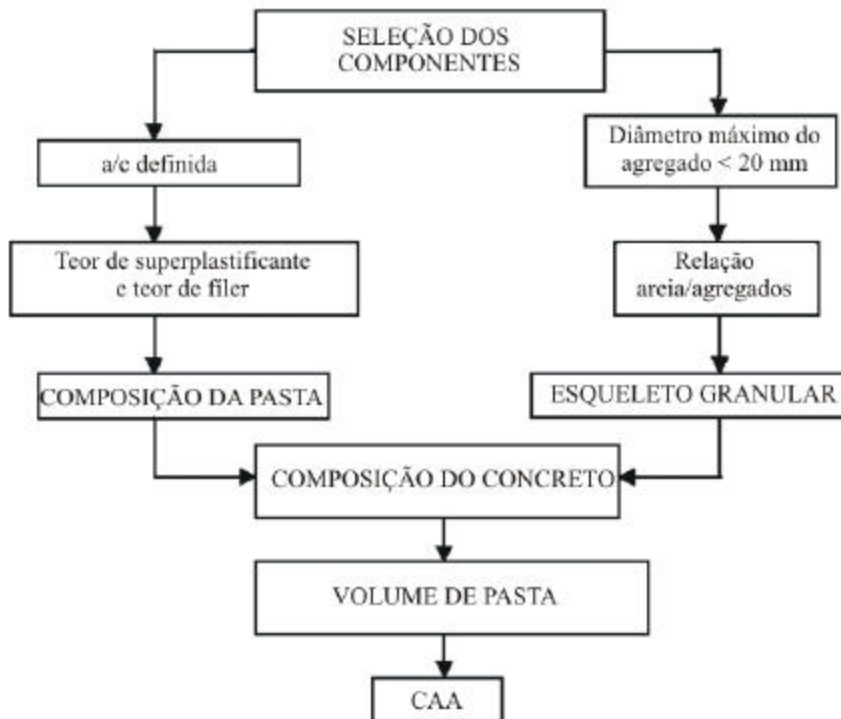 SELEÇÃO DOS
COMPONENTES
a/c definida
Diâmetro máximo do
agregado < 20 mm
Teor de superplastificante
e teor de fíler
Relação
areia/agregados
COMPOSIÇÃO DA PASTA
ESQUELETO GRANULAR
COMPOSIÇÃO DO CONCRETO
VOLUME DE PASTA
CAA